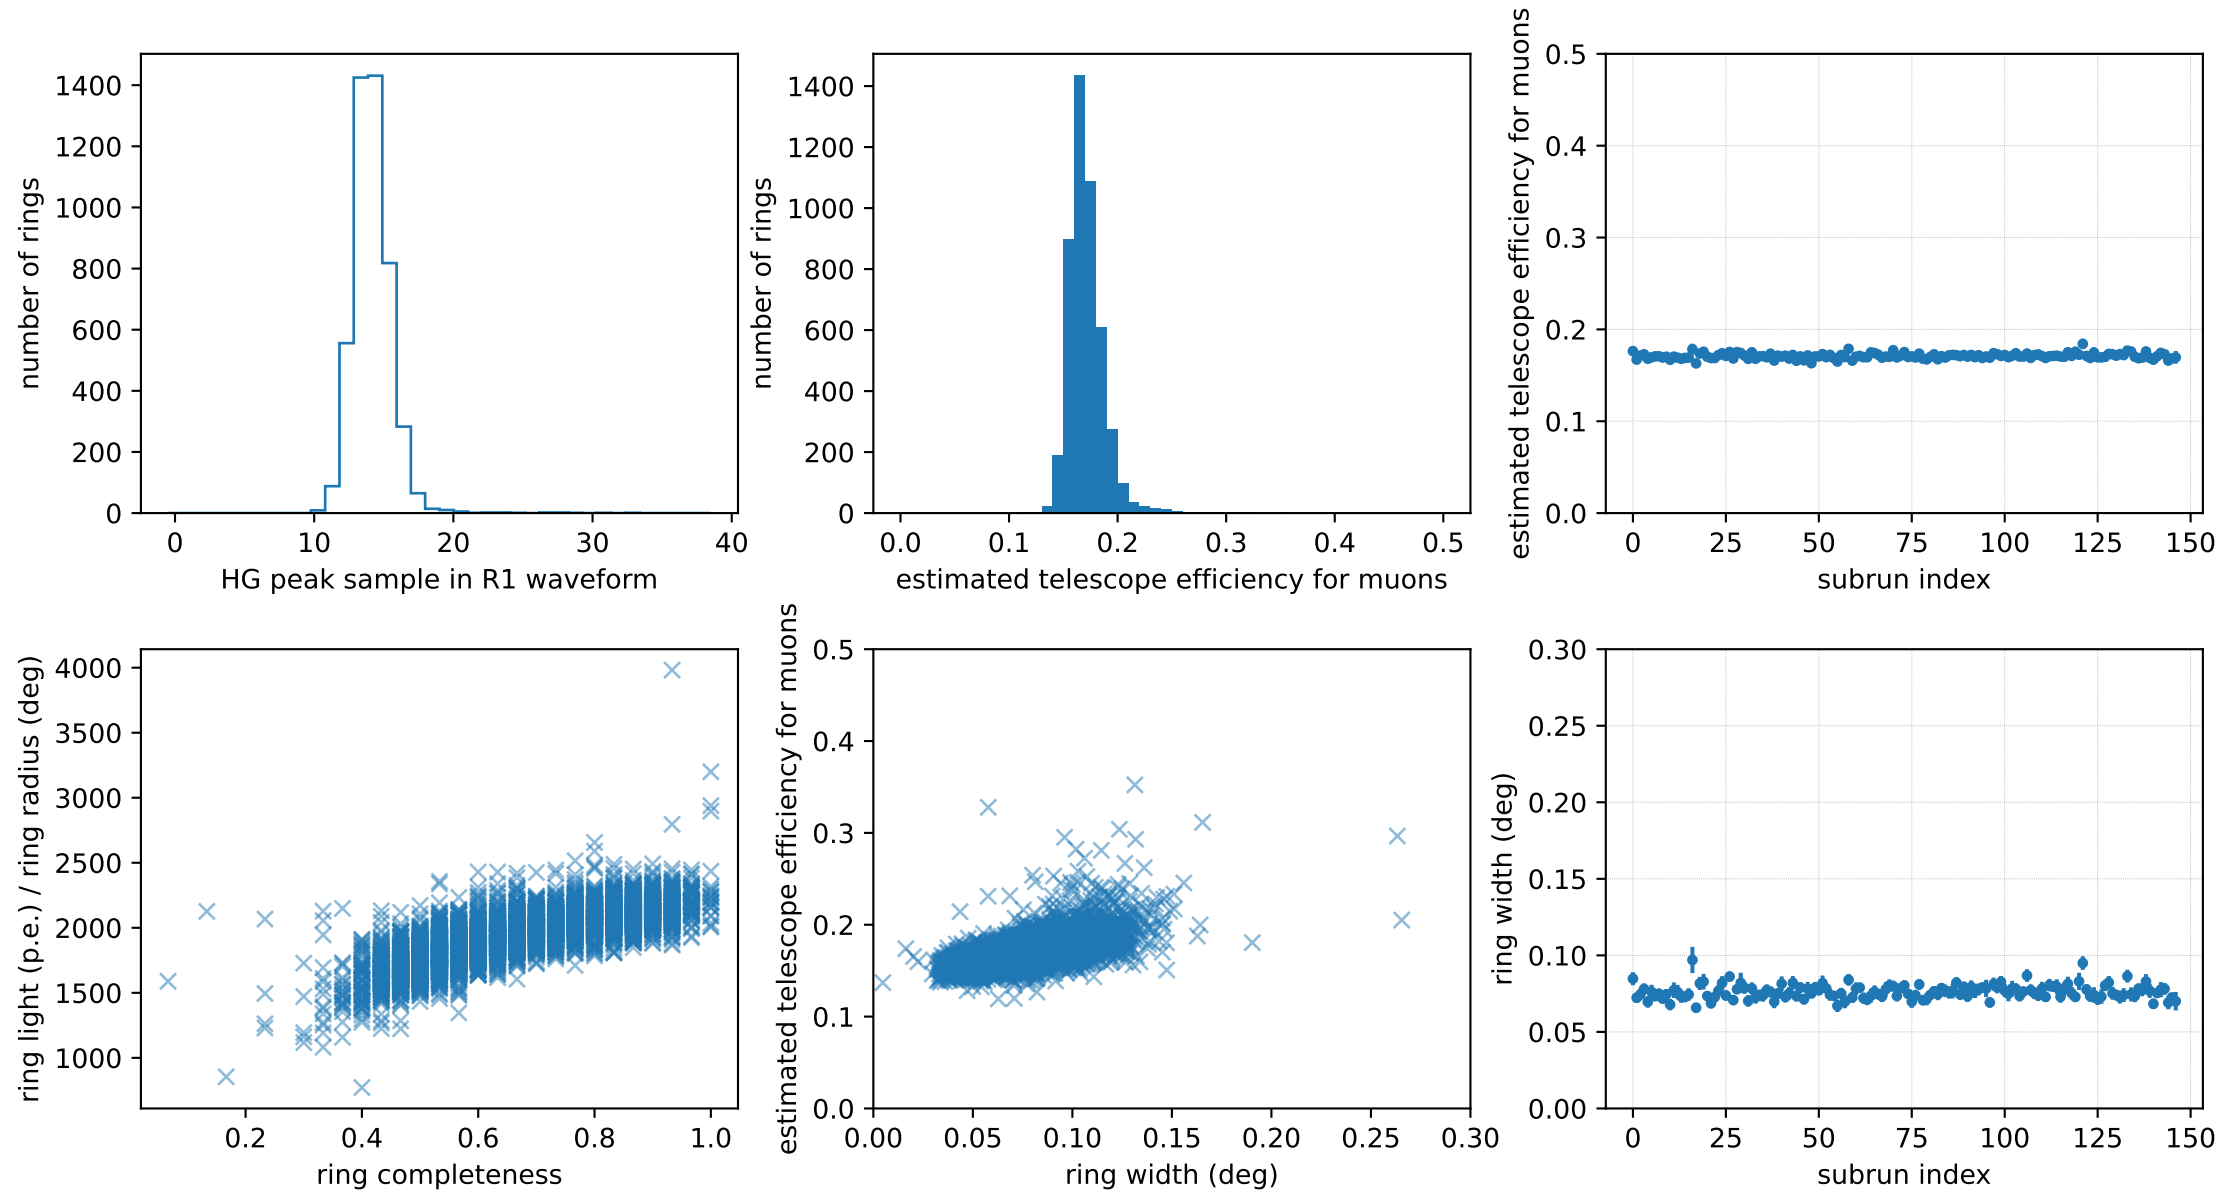 number of rings
1400
1200
1000
800
600
400
200
0
0 10 20 30 40
HG peak sample in R1 waveform
number of rings
1400
1200
1000
800
600
400
200
0
0.0 0.1 0.2 0.3 0.4 0.5
estimated telescope efficiency for muons
estimated telescope efficiency for muons
0.5
0.4
0.3
0.2
0.1
0.0
0 25 50 75 100 125 150
subrun index
ring light (p.e.) / ring radius (deg)
4000
3500
3000
2500
2000
1500
1000
0.2 0.4 0.6 0.8 1.0
ring completeness
estimated telescope efficiency for muons
0.5
0.4
0.3
0.2
0.1
0.0
0.00 0.05 0.10 0.15 0.20 0.25 0.30
ring width (deg)
ring width (deg)
0.30
0.25
0.20
0.15
0.10
0.05
0.00
0 25 50 75 100 125 150
subrun index